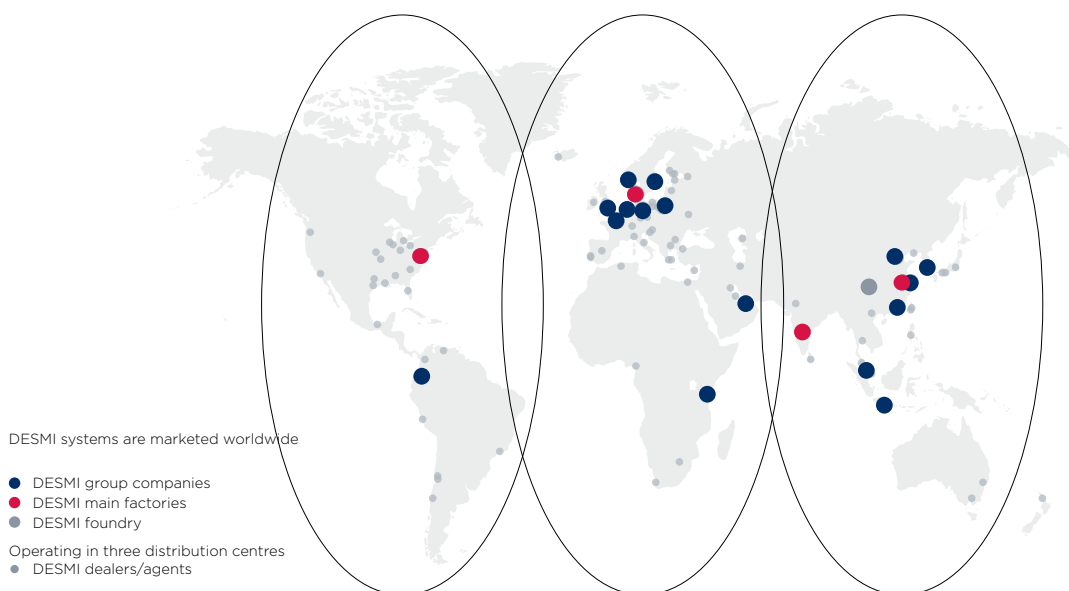 DESMI systems are marketed worldwide
DESMI group companies
DESMI main factories
DESMI foundry
Operating in three distribution centres
DESMI dealers/agents